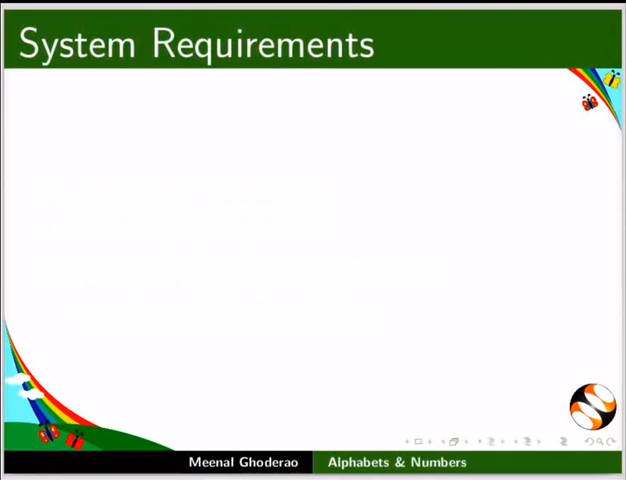 System Requirements
Meenal Ghoderao
Alphabets & Numbers